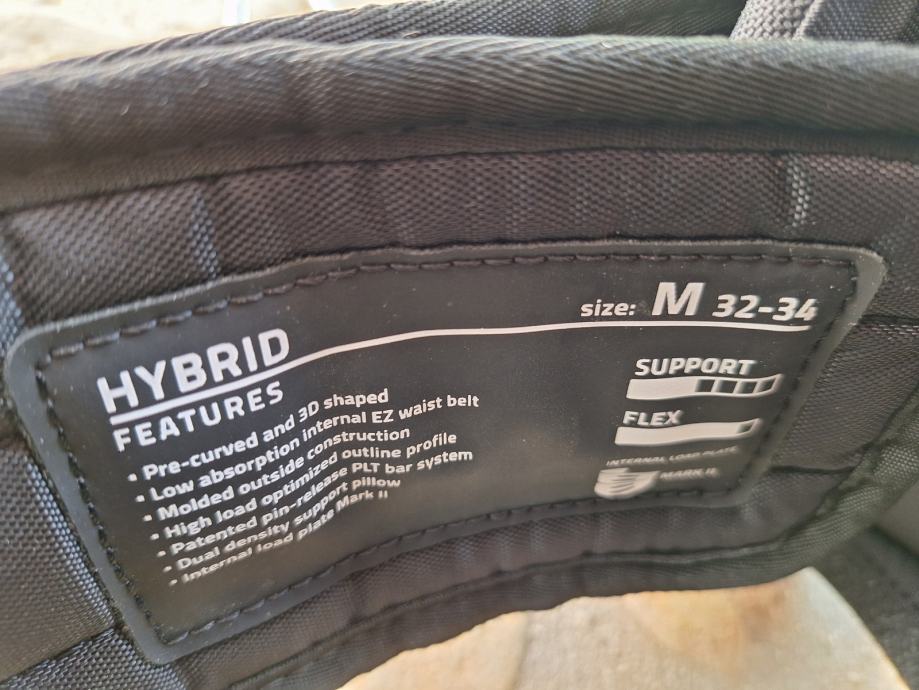 size: M 32-34
HYBRID
FEATURES
• Pre-curved and 3D shaped
• Low absorption internal EZ waist belt
• Molded outside construction
• High load optimized outline profile
• Patented pin-release PLT bar system
• Dual density support pillow
• Internal load plate Mark II
SUPPORT
FLEX
INTERNAL LOAD PLATE
MARK II